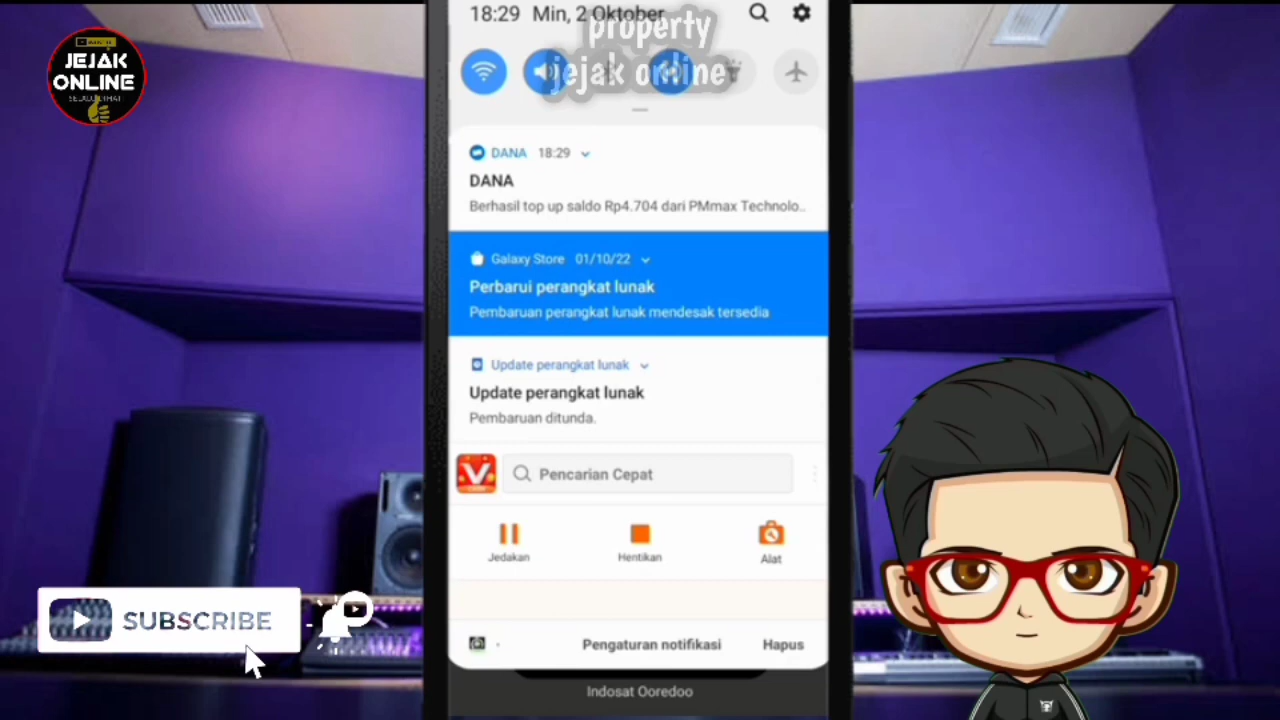 18:29 Min, 2 Oktober
property
jejak online
JEJAK
ONLINE
DANA 18:29
DANA
Berhasil top up saldo Rp4.704 dari PMmax Technolo..
Galaxy Store 01/10/22
Perbarui perangkat lunak
Pembaruan perangkat lunak mendesak tersedia
Update perangkat lunak
Update perangkat lunak
Pembaruan ditunda.
V
Pencarian Cepat
Jedakan
Hentikan
Alat
SUBSCRIBE
Pengaturan notifikasi
Hapus
Indosat Ooredoo